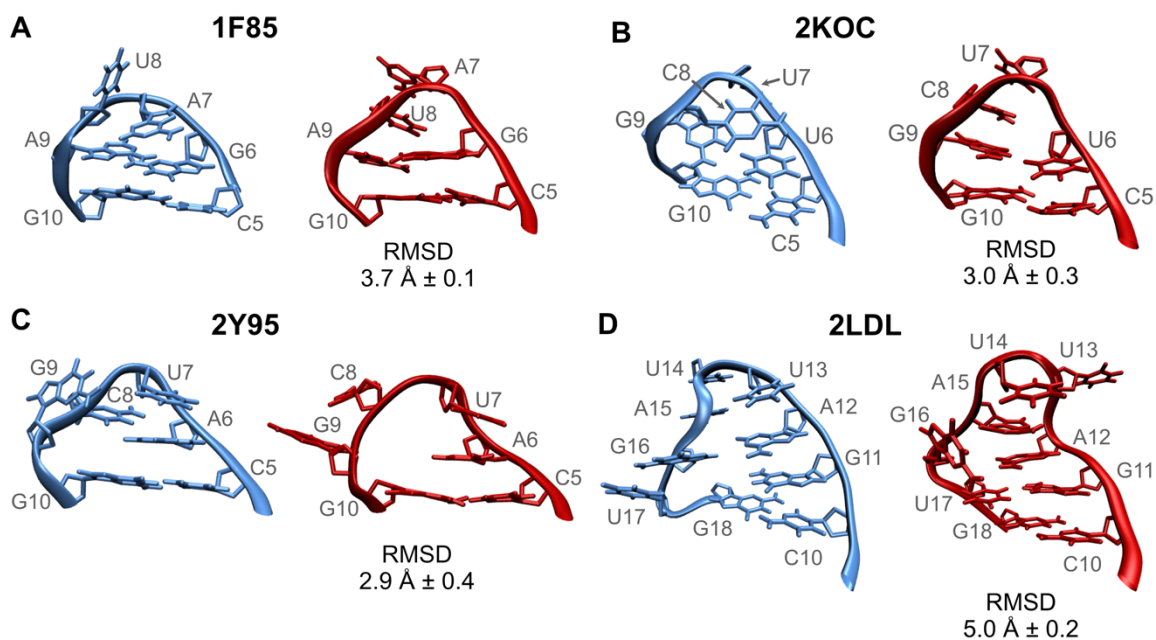 A
1F85
U8
A7
A9
G6
G10
C5
A7
U8
A9
G6
G10
C5
RMSD
3.7 Å ± 0.1
B
2KOC
C8
U7
G9
U6
G10
C5
U7
C8
G9
U6
C5
G10
RMSD
3.0 Å ± 0.3
C
2Y95
G9
U7
C8
A6
C5
G10
C8
U7
G9
A6
C5
G10
RMSD
2.9 Å ± 0.4
D
2LDL
U14
U13
A15
A12
G16
G11
U17
G18
C10
U14
U13
A15
G16
A12
G11
U17
G18
C10
RMSD
5.0 Å ± 0.2